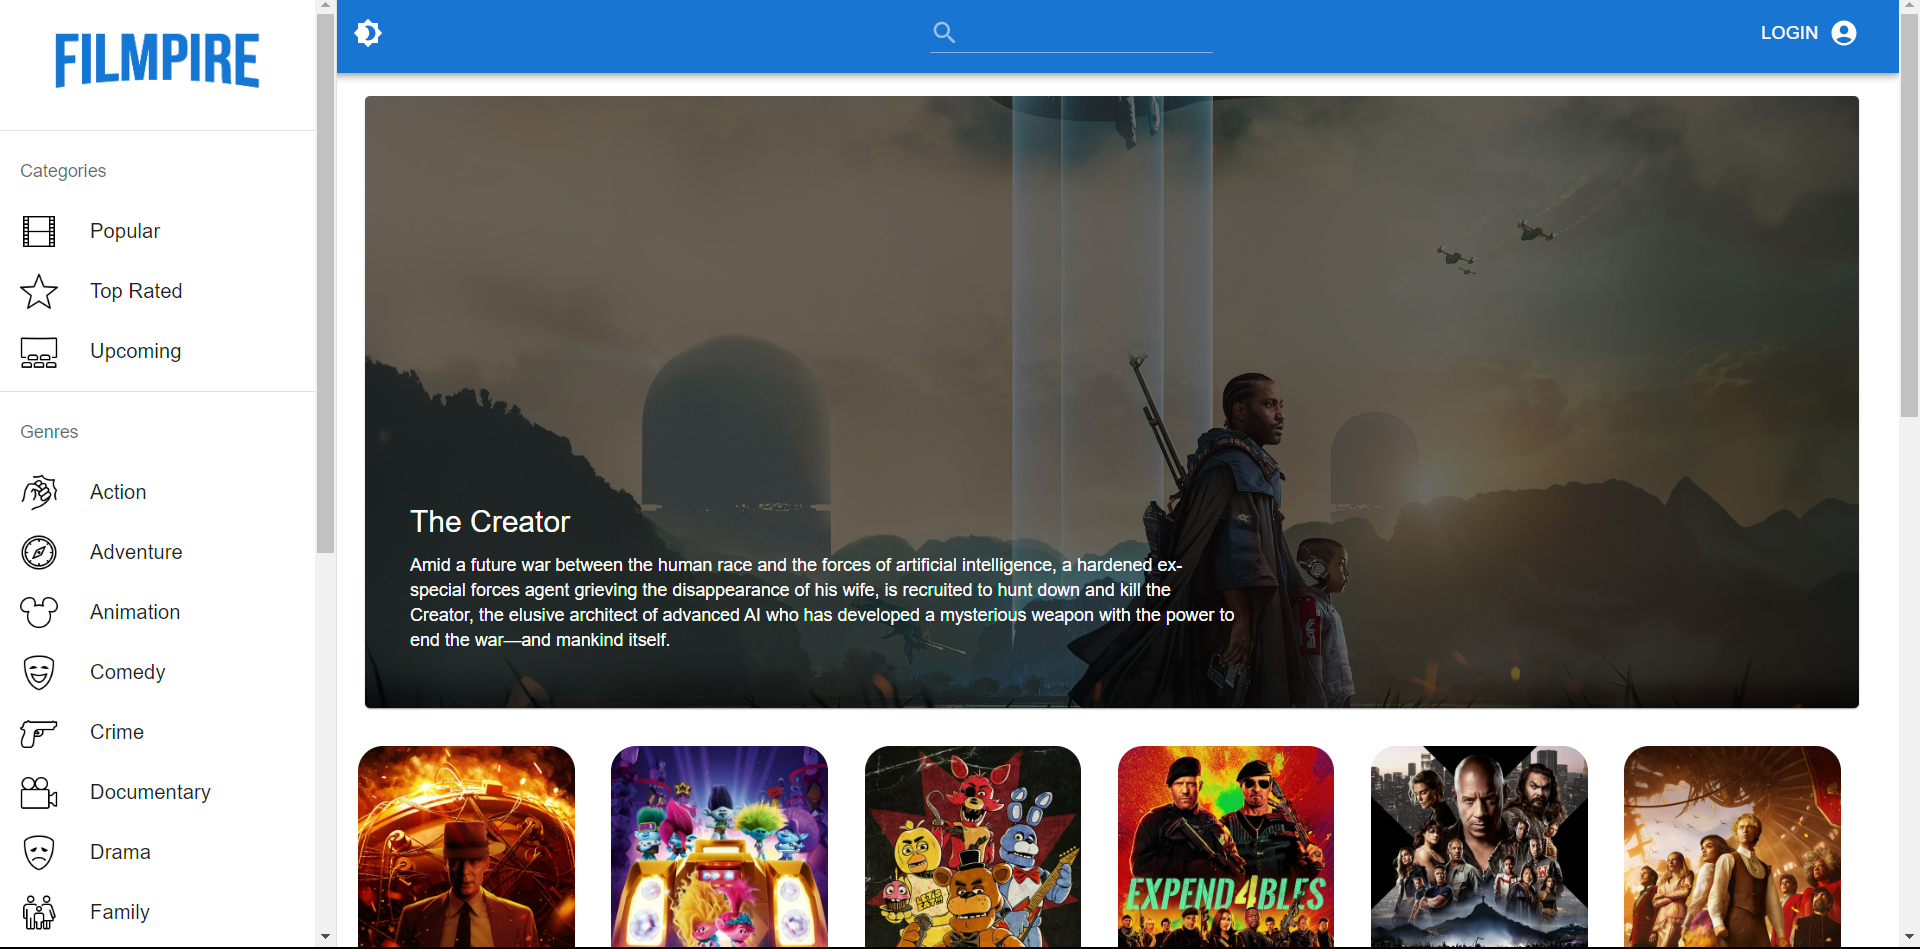 FILMPIRE
LOGIN
Categories
Popular
Top Rated
Upcoming
Genres
Action
Adventure
Animation
Comedy
Crime
Documentary
Drama
Family
The Creator
Amid a future war between the human race and the forces of artificial intelligence, a hardened ex-
special forces agent grieving the disappearance of his wife, is recruited to hunt down and kill the
Creator, the elusive architect of advanced AI who has developed a mysterious weapon with the power to
end the war—and mankind itself.
LET'S
EAT!!!
EXPEND4BLES